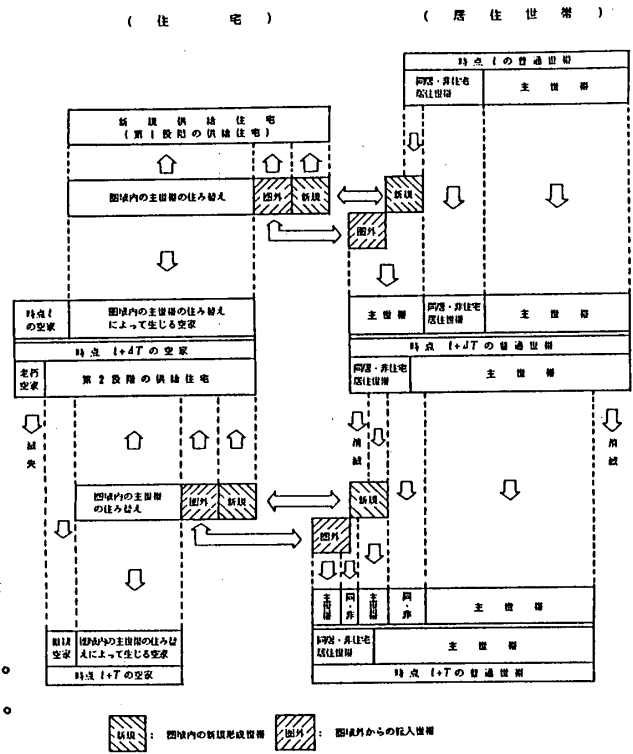 ( 住 宅 )
( 居 住 世 帯 )
時 点 t の 普 通 世 帯
同居・非住宅
居住世帯
主 世 帯
新 規 供 給 住 宅
(第1段階の供給住宅)
圏域内の主世帯の住み替え
圏外
新規
新規
圏外
時点t
の空家
圏域内の主世帯の住み替え
によって生じる空家
主 世 帯
同居・非住宅
居住世帯
主 世 帯
時 点 t+ΔT の 空 家
時 点 t+ΔT の 普 通 世 帯
老朽
空家
第 2 段 階 の 供 給 住 宅
同居・非住宅
居住世帯
主 世 帯
滅失
消滅
消滅
圏域内の主世帯
の住み替え
圏外
新規
新規
圏外
主世帯
同・非
主世帯
同・非
主 世 帯
空家
圏域内の主世帯の住み替
えによって生じる空家
同居・非住宅
居住世帯
主 世 帯
時点 t+T の空家
時 点 t+T の 普 通 世 帯
新規 : 圏域内の新規形成世帯
圏外 : 圏域外からの転入世帯